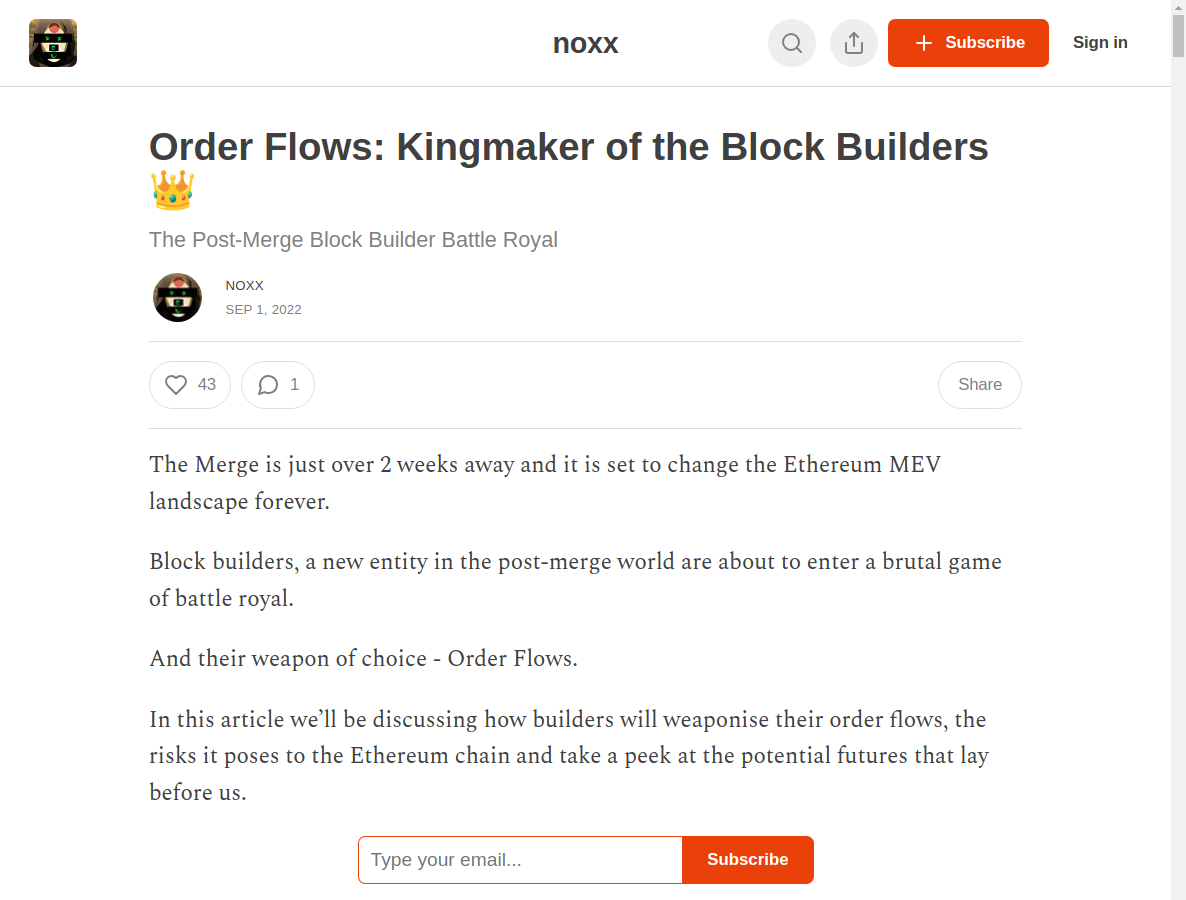 noxx
Subscribe
Sign in
Order Flows: Kingmaker of the Block Builders
👑
The Post-Merge Block Builder Battle Royal
NOXX
SEP 1, 2022
43
1
Share
The Merge is just over 2 weeks away and it is set to change the Ethereum MEV
landscape forever.
Block builders, a new entity in the post-merge world are about to enter a brutal game
of battle royal.
And their weapon of choice - Order Flows.
In this article we’ll be discussing how builders will weaponise their order flows, the
risks it poses to the Ethereum chain and take a peek at the potential futures that lay
before us.
Type your email...
Subscribe